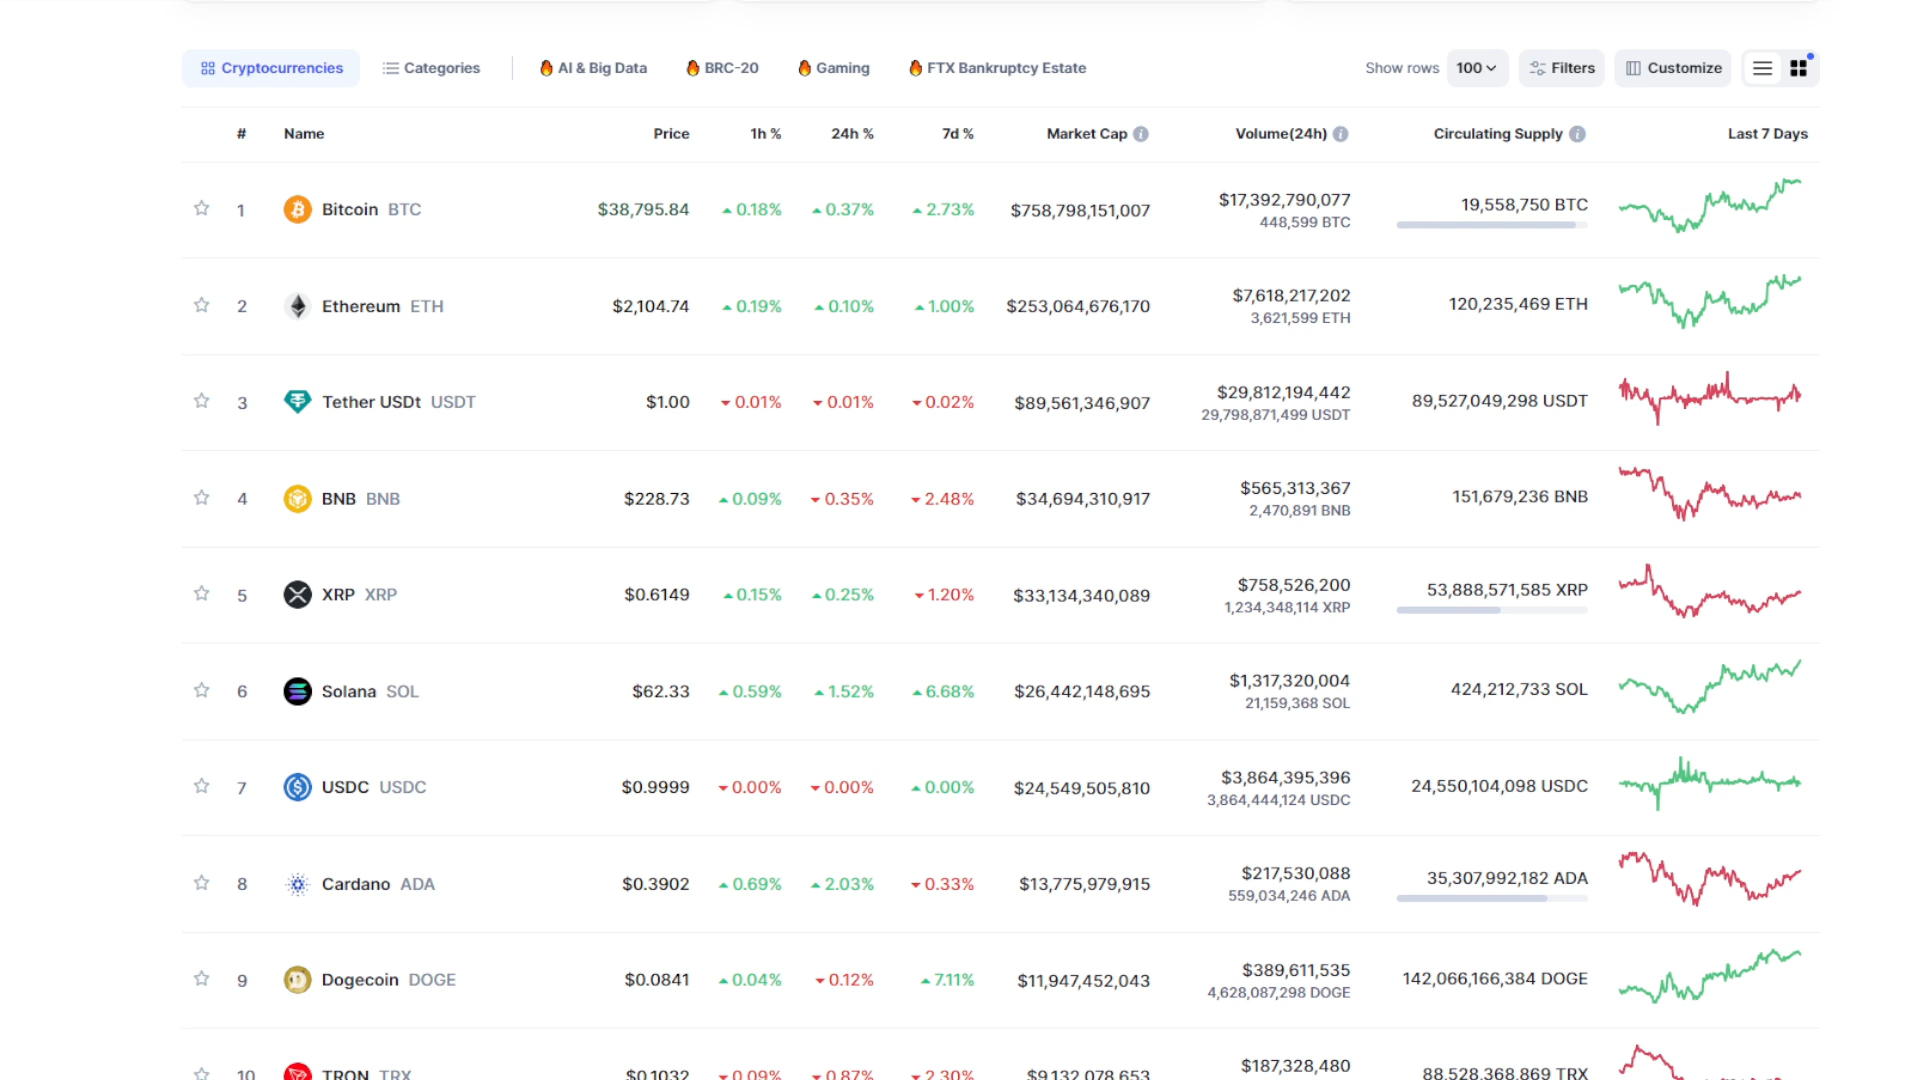 Cryptocurrencies Categories AI & Big Data BRC-20 Gaming FTX Bankruptcy Estate Show rows 100 Filters Customize
# Name Price 1h % 24h % 7d % Market Cap Volume(24h) Circulating Supply Last 7 Days
1 Bitcoin BTC $38,795.84 0.18% 0.37% 2.73% $758,798,151,007 $17,392,790,077 19,558,750 BTC
448,599 BTC
2 Ethereum ETH $2,104.74 0.19% 0.10% 1.00% $253,064,676,170 $7,618,217,202 120,235,469 ETH
3,621,599 ETH
3 Tether USDt USDT $1.00 0.01% 0.01% 0.02% $89,561,346,907 $29,812,194,442 89,527,049,298 USDT
29,798,871,499 USDT
4 BNB BNB $228.73 0.09% 0.35% 2.48% $34,694,310,917 $565,313,367 151,679,236 BNB
2,470,891 BNB
5 XRP XRP $0.6149 0.15% 0.25% 1.20% $33,134,340,089 $758,526,200 53,888,571,585 XRP
1,234,348,114 XRP
6 Solana SOL $62.33 0.59% 1.52% 6.68% $26,442,148,695 $1,317,320,004 424,212,733 SOL
21,159,368 SOL
7 USDC USDC $0.9999 0.00% 0.00% 0.00% $24,549,505,810 $3,864,395,396 24,550,104,098 USDC
3,864,444,124 USDC
8 Cardano ADA $0.3902 0.69% 2.03% 0.33% $13,775,979,915 $217,530,088 35,307,992,182 ADA
559,034,246 ADA
9 Dogecoin DOGE $0.0841 0.04% 0.12% 7.11% $11,947,452,043 $389,611,535 142,066,166,384 DOGE
4,628,087,298 DOGE
10 TRON TRX $0.1032 0.09% 0.87% 2.30% $9,132,078,653 $187,328,480 88,528,368,869 TRX